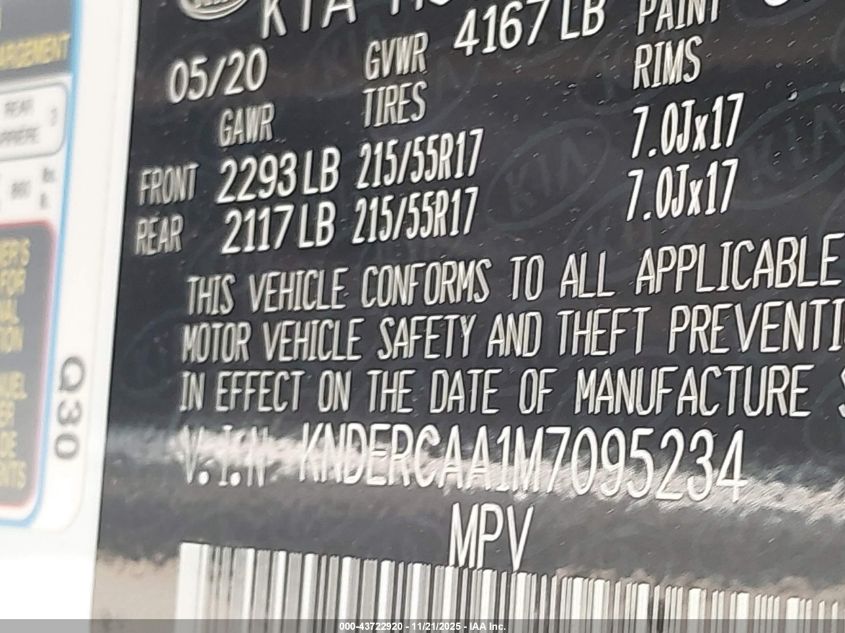 KIA
4167 LB PAINT
05/20 GVWR
GAWR TIRES RIMS
FRONT 2293 LB 215/55R17 7.0Jx17
REAR 2117 LB 215/55R17 7.0Jx17
THIS VEHICLE CONFORMS TO ALL APPLICABLE
MOTOR VEHICLE SAFETY AND THEFT PREVENTI
IN EFFECT ON THE DATE OF MANUFACTURE
V.I.N KNDERCAA1M7095234
MPV
Q30
REAR
000-43722920 - 11/21/2025 - IAA Inc.